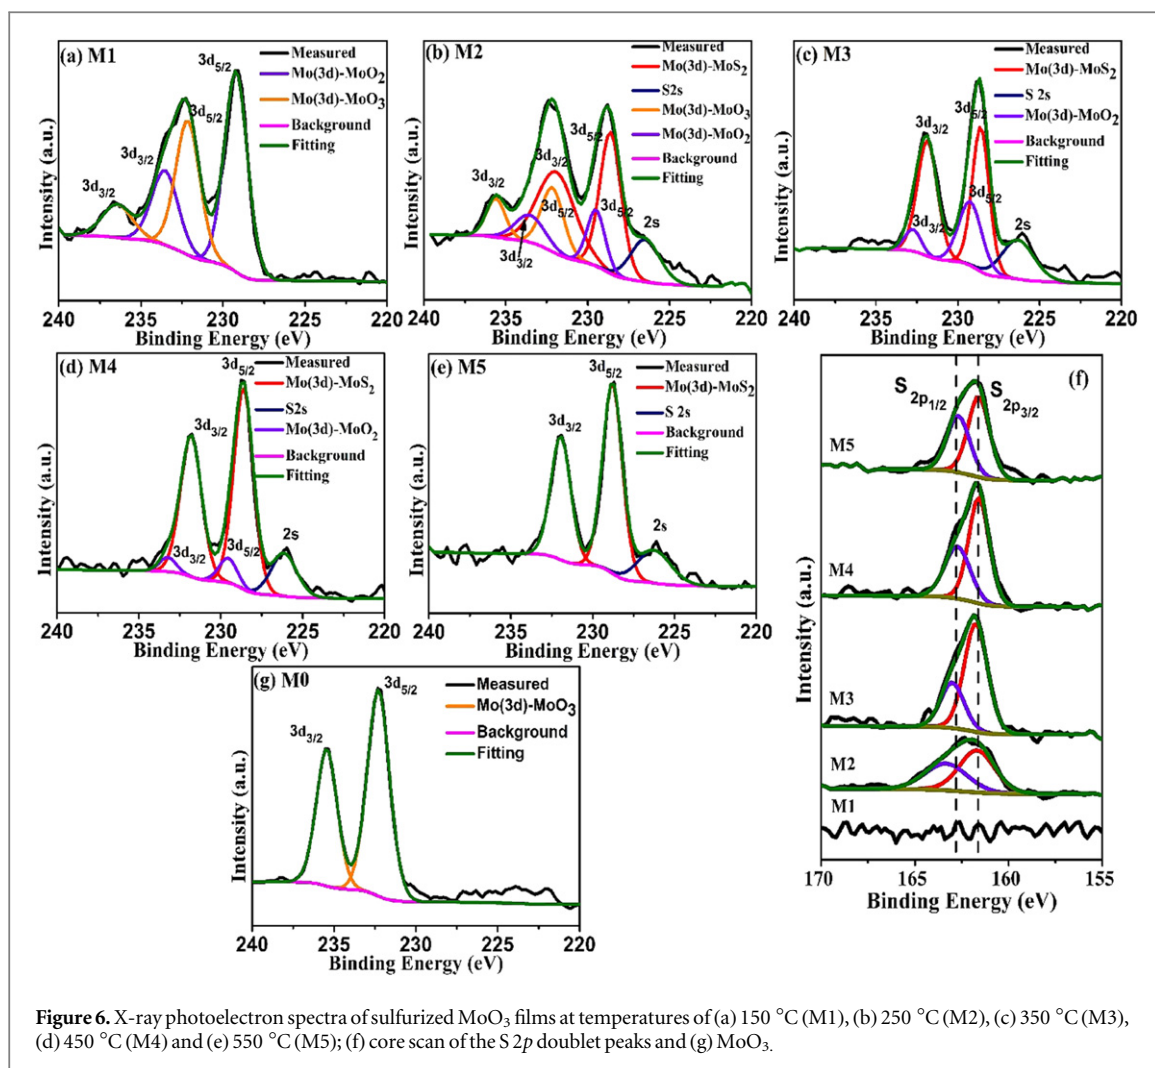 (a) M1
3d5/2
3d5/2
3d3/2
3d3/2
Measured
Mo(3d)-MoO2
Mo(3d)-MoO3
Background
Fitting
Intensity (a.u.)
240 235 230 225 220
Binding Energy (eV)
(b) M2
3d5/2
3d3/2
3d3/2
3d5/2
3d5/2
3d3/2
2s
Measured
Mo(3d)-MoS2
S2s
Mo(3d)-MoO3
Mo(3d)-MoO2
Background
Fitting
Intensity (a.u.)
240 235 230 225 220
Binding Energy (eV)
(c) M3
3d5/2
3d3/2
3d5/2
3d3/2
2s
Measured
Mo(3d)-MoS2
S 2s
Mo(3d)-MoO2
Background
Fitting
Intensity (a.u.)
240 235 230 225 220
Binding Energy (eV)
(d) M4
3d5/2
3d3/2
3d3/2
3d5/2
2s
Measured
Mo(3d)-MoS2
S2s
Mo(3d)-MoO2
Background
Fitting
Intensity (a.u.)
240 235 230 225 220
Binding Energy (eV)
(e) M5
3d5/2
3d3/2
2s
Measured
Mo(3d)-MoS2
S 2s
Background
Fitting
Intensity (a.u.)
240 235 230 225 220
Binding Energy (eV)
(f)
S2p1/2 S2p3/2
M5
M4
M3
M2
M1
Intensity (a.u.)
170 165 160 155
Binding Energy (eV)
(g) M0
3d5/2
3d3/2
Measured
Mo(3d)-MoO3
Background
Fitting
Intensity (a.u.)
240 235 230 225 220
Binding Energy (eV)
Figure 6. X-ray photoelectron spectra of sulfurized MoO3 films at temperatures of (a) 150 °C (M1), (b) 250 °C (M2), (c) 350 °C (M3),
(d) 450 °C (M4) and (e) 550 °C (M5); (f) core scan of the S 2p doublet peaks and (g) MoO3.